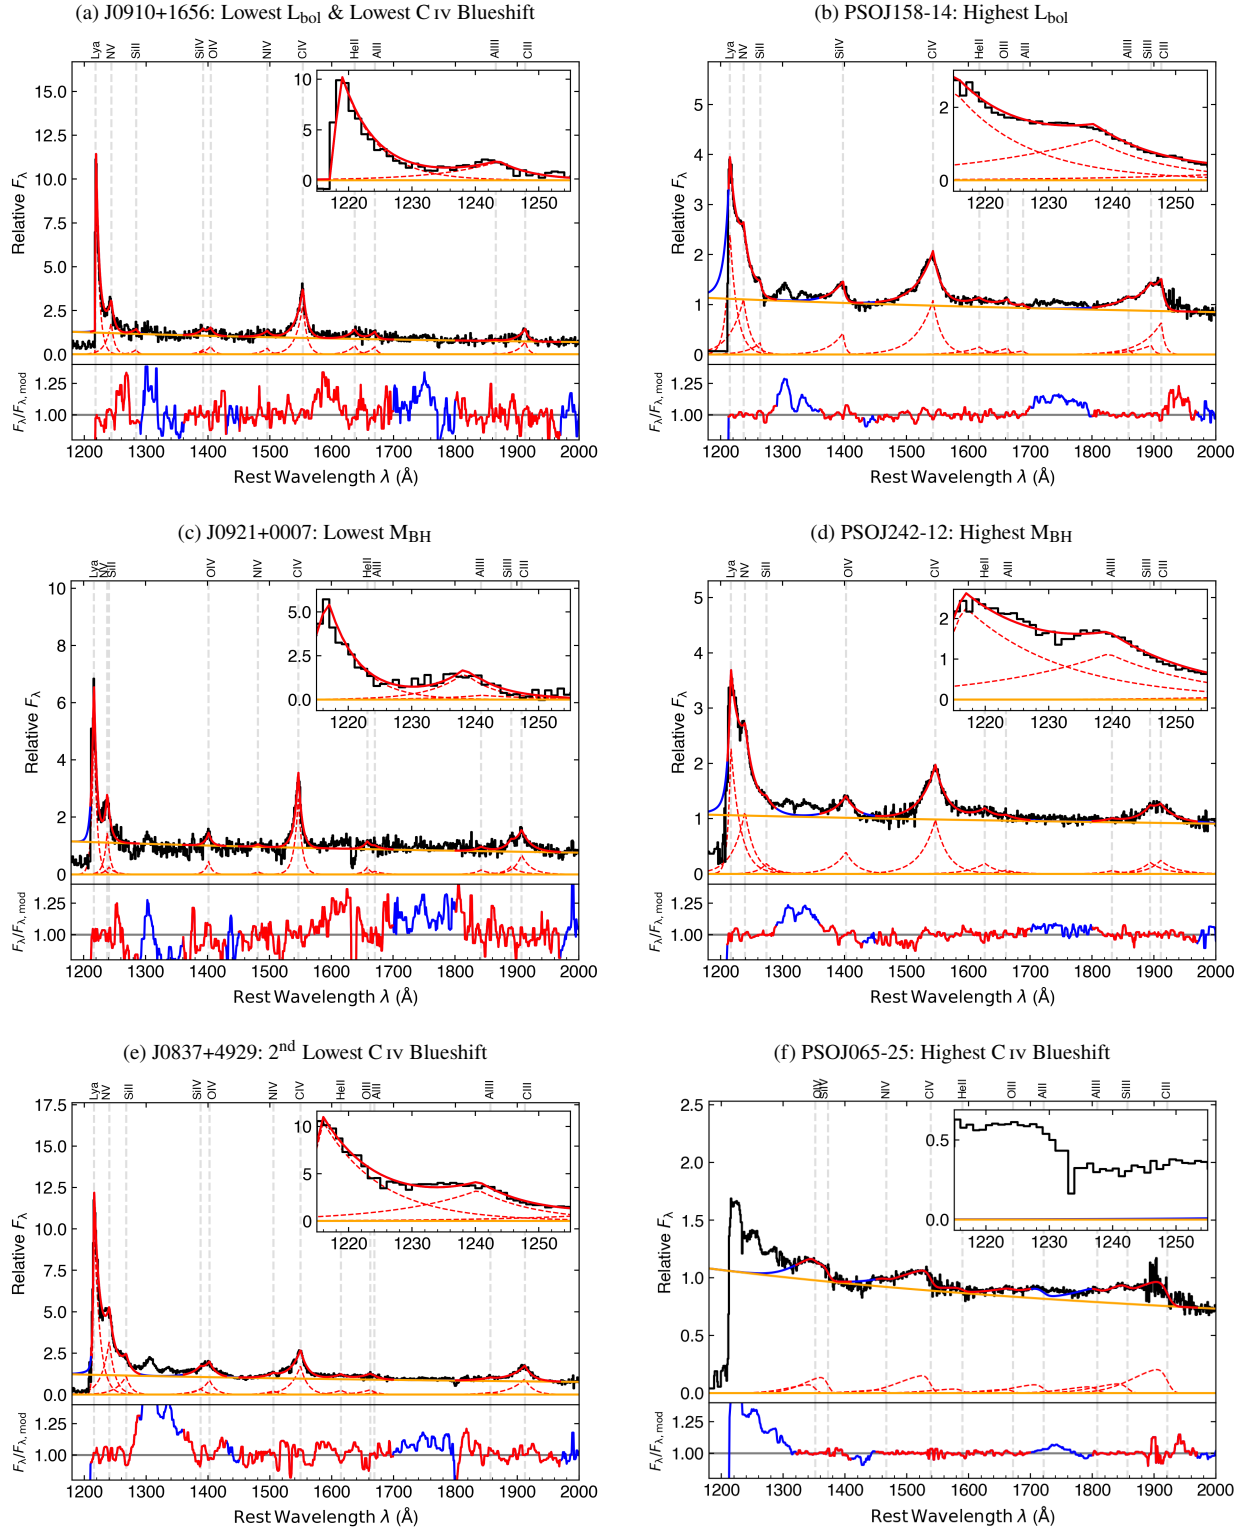 (a) J0910+1656: Lowest Lbol & Lowest C IV Blueshift
Lya NV SiII SiIV OIV NIV CIV HeII AlII AlIII CIII
15.0
12.5
10.0
7.5
5.0
2.5
0.0
Relative Fλ
10
5
0
1220 1230 1240 1250
1.25
1.00
Fλ/Fλ, mod
1200 1300 1400 1500 1600 1700 1800 1900 2000
Rest Wavelength λ (Å)
(b) PSOJ158-14: Highest Lbol
Lya NV SiII SiIV CIV HeII OIII AlII AlIII SiIII CIII
5
4
3
2
1
0
Relative Fλ
2
0
1220 1230 1240 1250
1.25
1.00
Fλ/Fλ, mod
1200 1300 1400 1500 1600 1700 1800 1900 2000
Rest Wavelength λ (Å)
(c) J0921+0007: Lowest MBH
Lya NV SiII OIV NIV CIV HeII AlII AlIII SiIII CIII
10
8
6
4
2
0
Relative Fλ
5.0
2.5
0.0
1220 1230 1240 1250
1.25
1.00
Fλ/Fλ, mod
1200 1300 1400 1500 1600 1700 1800 1900 2000
Rest Wavelength λ (Å)
(d) PSOJ242-12: Highest MBH
Lya NV SiII OIV CIV HeII AlII AlIII SiIII CIII
5
4
3
2
1
0
Relative Fλ
2
1
0
1220 1230 1240 1250
1.25
1.00
Fλ/Fλ, mod
1200 1300 1400 1500 1600 1700 1800 1900 2000
Rest Wavelength λ (Å)
(e) J0837+4929: 2nd Lowest C IV Blueshift
Lya NV SiII SiIV OIV NIV CIV HeII OIII AlII AlIII CIII
17.5
15.0
12.5
10.0
7.5
5.0
2.5
0.0
Relative Fλ
10
5
0
1220 1230 1240 1250
1.25
1.00
Fλ/Fλ, mod
1200 1300 1400 1500 1600 1700 1800 1900 2000
Rest Wavelength λ (Å)
(f) PSOJ065-25: Highest C IV Blueshift
OIV SiIV NIV CIV HeII OIII AlII AlIII SiIII CIII
2.5
2.0
1.5
1.0
0.5
0.0
Relative Fλ
0.5
0.0
1220 1230 1240 1250
1.25
1.00
Fλ/Fλ, mod
1200 1300 1400 1500 1600 1700 1800 1900 2000
Rest Wavelength λ (Å)